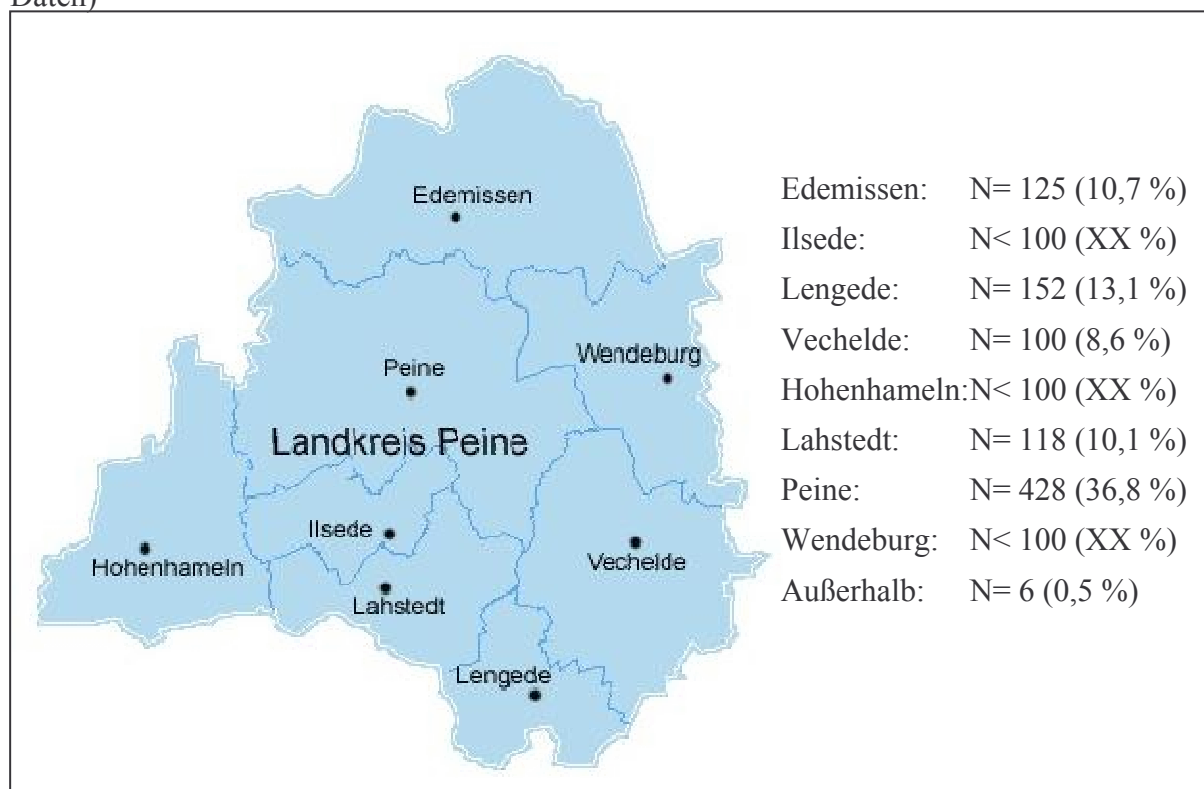 Daten)
Edemissen
Wendeburg
Peine
Landkreis Peine
Ilsede
Hohenhameln
Vechelde
Lahstedt
Lengede
Edemissen: N= 125 (10,7 %)
Ilsede: N< 100 (XX %)
Lengede: N= 152 (13,1 %)
Vechelde: N= 100 (8,6 %)
Hohenhameln: N< 100 (XX %)
Lahstedt: N= 118 (10,1 %)
Peine: N= 428 (36,8 %)
Wendeburg: N< 100 (XX %)
Außerhalb: N= 6 (0,5 %)